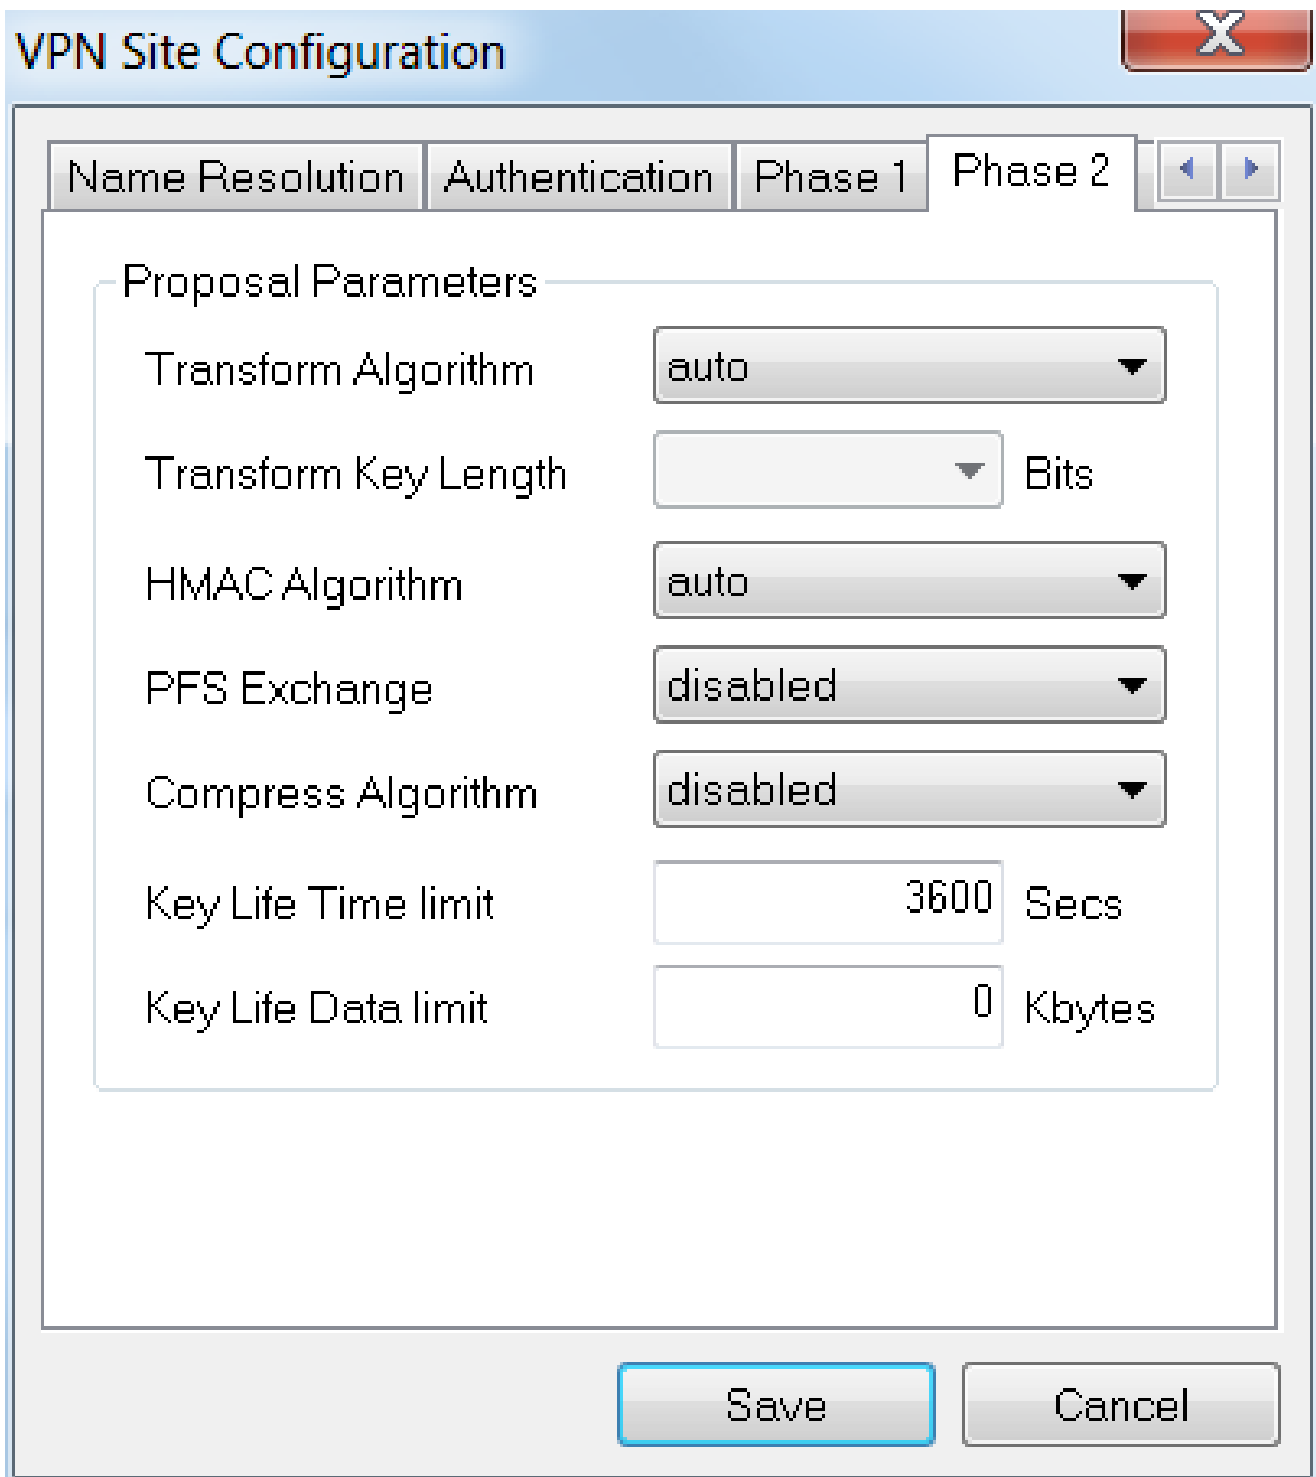 VPN Site Configuration
Name Resolution Authentication Phase 1 Phase 2
Proposal Parameters
Transform Algorithm auto
Transform Key Length Bits
HMAC Algorithm auto
PFS Exchange disabled
Compress Algorithm disabled
Key Life Time limit 3600 Secs
Key Life Data limit 0 Kbytes
Save Cancel